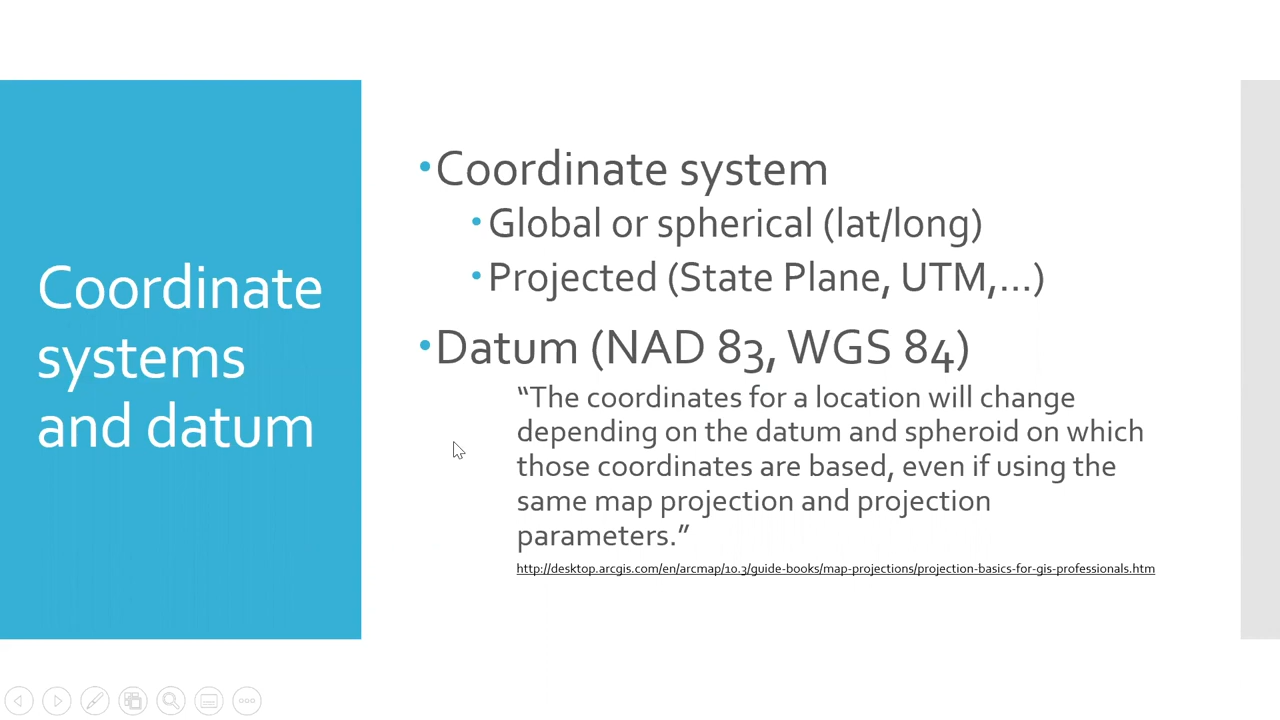 Coordinate
systems
and datum
•Coordinate system
•Global or spherical (lat/long)
•Projected (State Plane, UTM,...)
•Datum (NAD 83, WGS 84)
“The coordinates for a location will change
depending on the datum and spheroid on which
those coordinates are based, even if using the
same map projection and projection
parameters.”
http://desktop.arcgis.com/en/arcmap/10.3/guide-books/map-projections/projection-basics-for-gis-professionals.htm